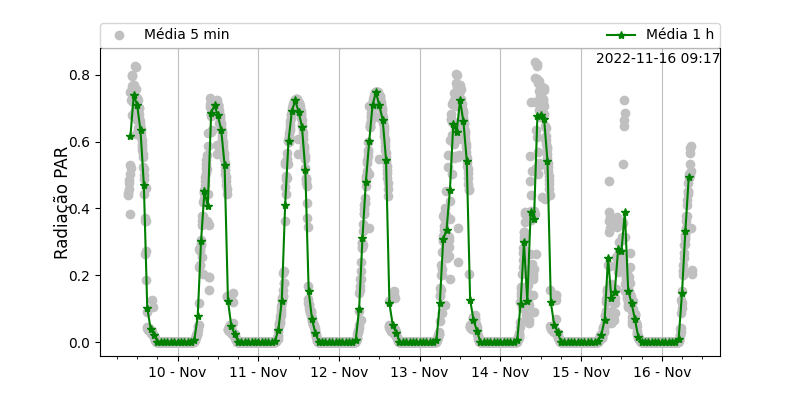 Média 5 min
Média 1 h
2022-11-16 09:17
Radiação PAR
0.8
0.6
0.4
0.2
0.0
10 - Nov
11 - Nov
12 - Nov
13 - Nov
14 - Nov
15 - Nov
16 - Nov